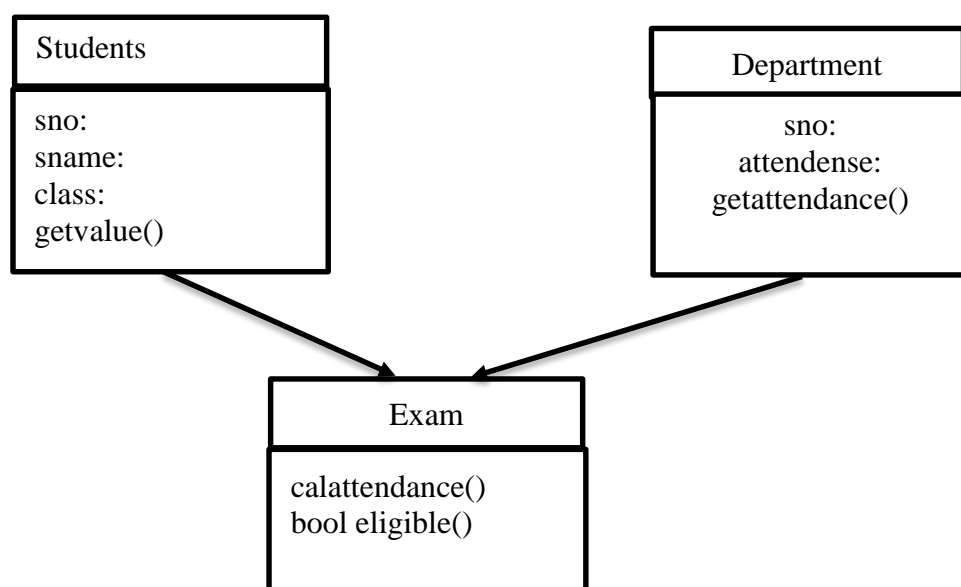 Students
sno:
sname:
class:
getvalue()
Department
sno:
attendense:
getattendance()
Exam
calattendance()
bool eligible()